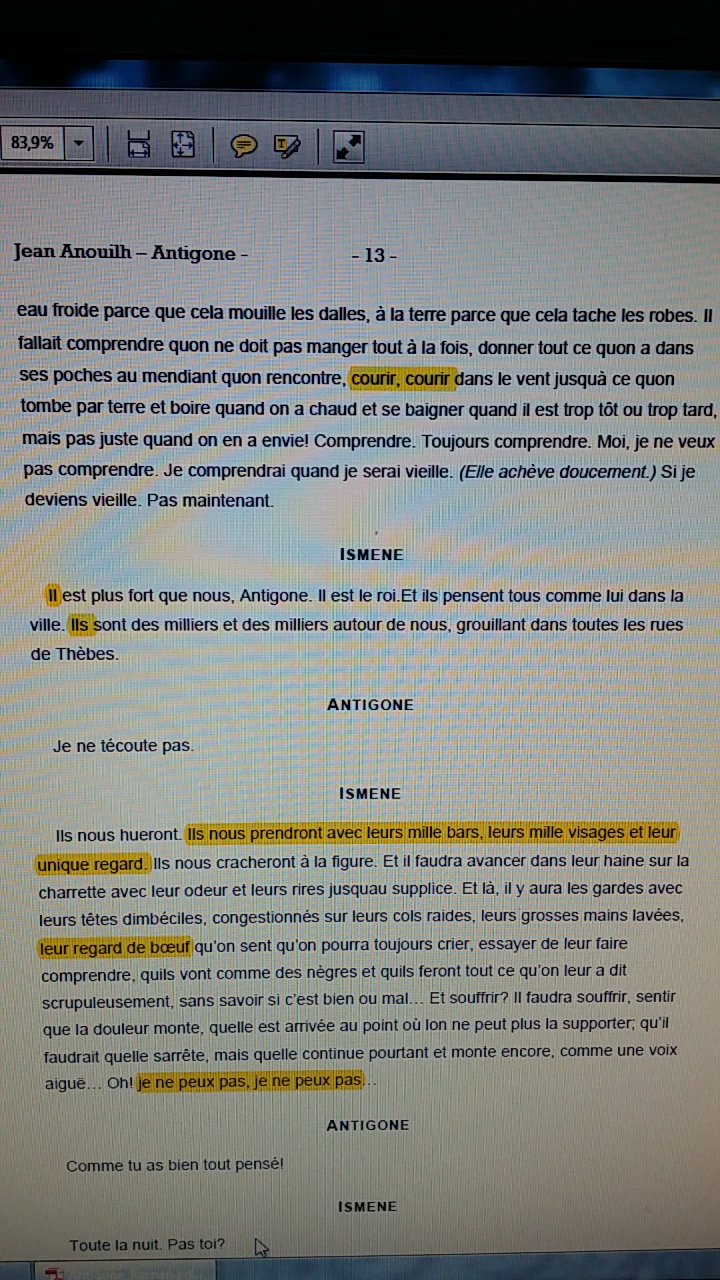 83,9%
Jean Anouilh – Antigone - - 13 -
eau froide parce que cela mouille les dalles, à la terre parce que cela tache les robes. Il
fallait comprendre quon ne doit pas manger tout à la fois, donner tout ce quon a dans
ses poches au mendiant quon rencontre, courir, courir dans le vent jusquà ce quon
tombe par terre et boire quand on a chaud et se baigner quand il est trop tôt ou trop tard,
mais pas juste quand on en a envie! Comprendre. Toujours comprendre. Moi, je ne veux
pas comprendre. Je comprendrai quand je serai vieille. (Elle achève doucement.) Si je
deviens vieille. Pas maintenant.
ISMENE
Il est plus fort que nous, Antigone. Il est le roi.Et ils pensent tous comme lui dans la
ville. Ils sont des milliers et des milliers autour de nous, grouillant dans toutes les rues
de Thèbes.
ANTIGONE
Je ne técoute pas.
ISMENE
Ils nous hueront. Ils nous prendront avec leurs mille bars, leurs mille visages et leur
unique regard. Ils nous cracheront à la figure. Et il faudra avancer dans leur haine sur la
charrette avec leur odeur et leurs rires jusquau supplice. Et là, il y aura les gardes avec
leurs têtes dimbéciles, congestionnés sur leurs cols raides, leurs grosses mains lavées,
leur regard de bœuf qu'on sent qu'on pourra toujours crier, essayer de leur faire
comprendre, quils vont comme des nègres et quils feront tout ce qu'on leur a dit
scrupuleusement, sans savoir si c'est bien ou mal... Et souffrir? Il faudra souffrir, sentir
que la douleur monte, quelle est arrivée au point où lon ne peut plus la supporter; qu'il
faudrait quelle sarrête, mais quelle continue pourtant et monte encore, comme une voix
aiguë... Oh! je ne peux pas, je ne peux pas...
ANTIGONE
Comme tu as bien tout pensé!
ISMENE
Toute la nuit. Pas toi?